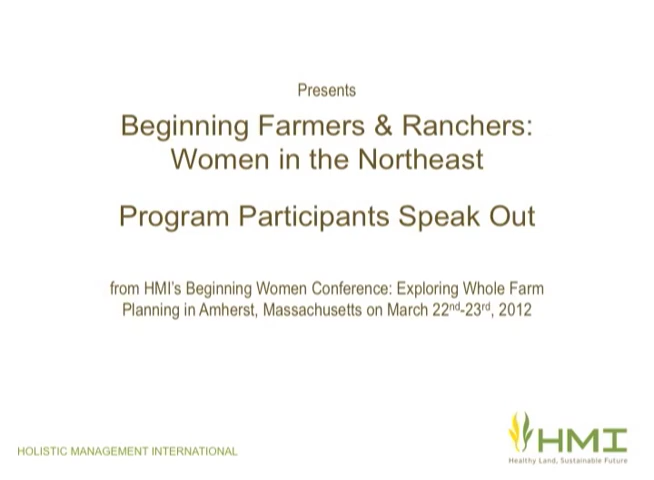 Presents
Beginning Farmers & Ranchers:
Women in the Northeast
Program Participants Speak Out
from HMI's Beginning Women Conference: Exploring Whole Farm
Planning in Amherst, Massachusetts on March 22nd-23rd, 2012
HOLISTIC MANAGEMENT INTERNATIONAL
HMI
Healthy Land, Sustainable Future